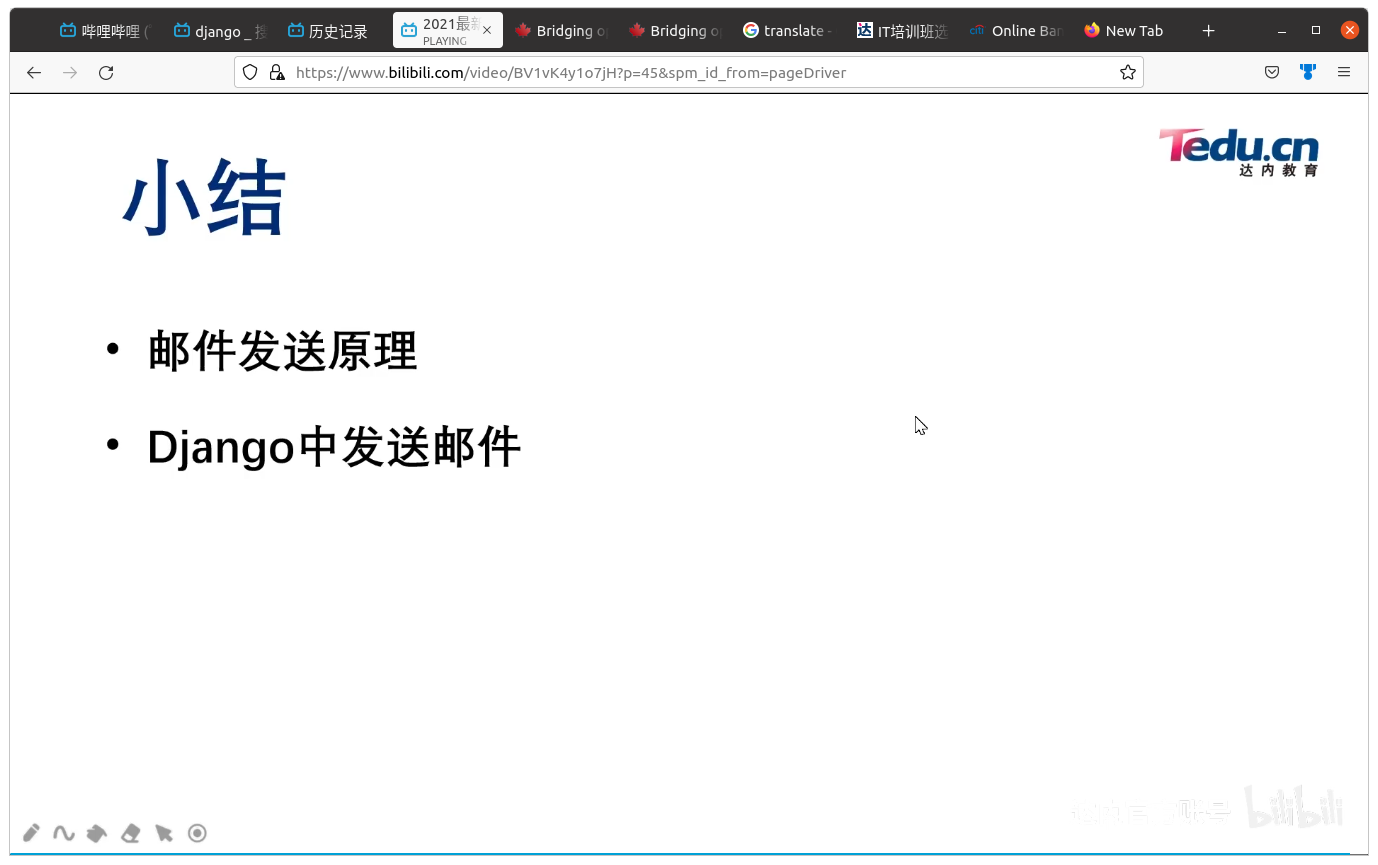 哔哩哔哩 (
django _
历史记录
2021最新
PLAYING
Bridging o
Bridging o
G translate -
达 IT培训班选
citi Online Ban
New Tab
https://www.bilibili.com/video/BV1vK4y1o7jH?p=45&spm_id_from=pageDriver
Tedu.cn
达内教育
小结
• 邮件发送原理
• Django中发送邮件
bilibili